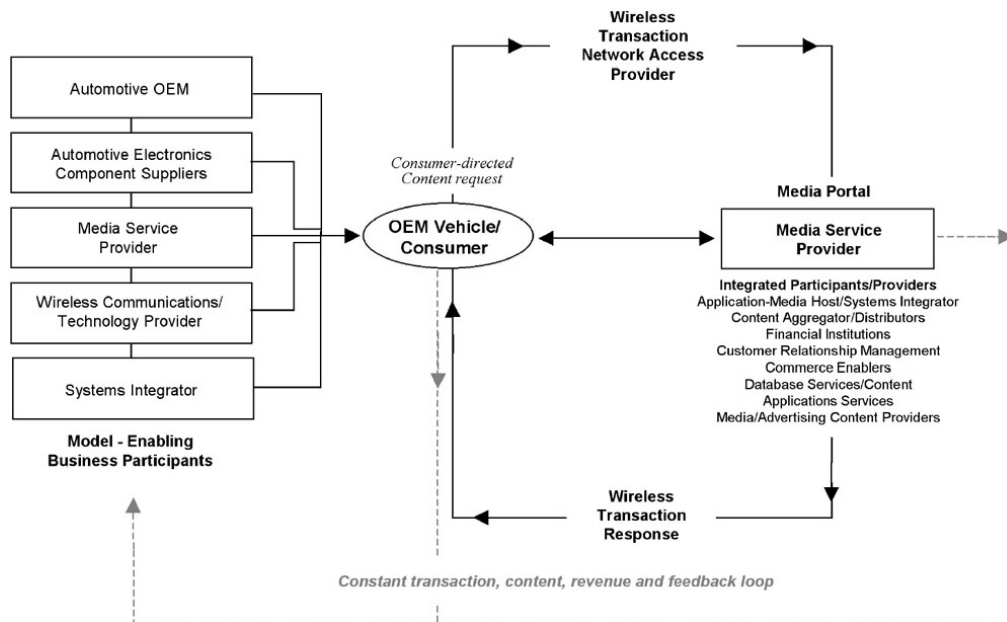 Automotive OEM
Automotive Electronics
Component Suppliers
Media Service
Provider
Wireless Communications/
Technology Provider
Systems Integrator
Model - Enabling
Business Participants
Wireless
Transaction
Network Access
Provider
Consumer-directed
Content request
OEM Vehicle/
Consumer
Media Portal
Media Service
Provider
Integrated Participants/Providers
Application-Media Host/Systems Integrator
Content Aggregator/Distributors
Financial Institutions
Customer Relationship Management
Commerce Enablers
Database Services/Content
Applications Services
Media/Advertising Content Providers
Wireless
Transaction
Response
Constant transaction, content, revenue and feedback loop